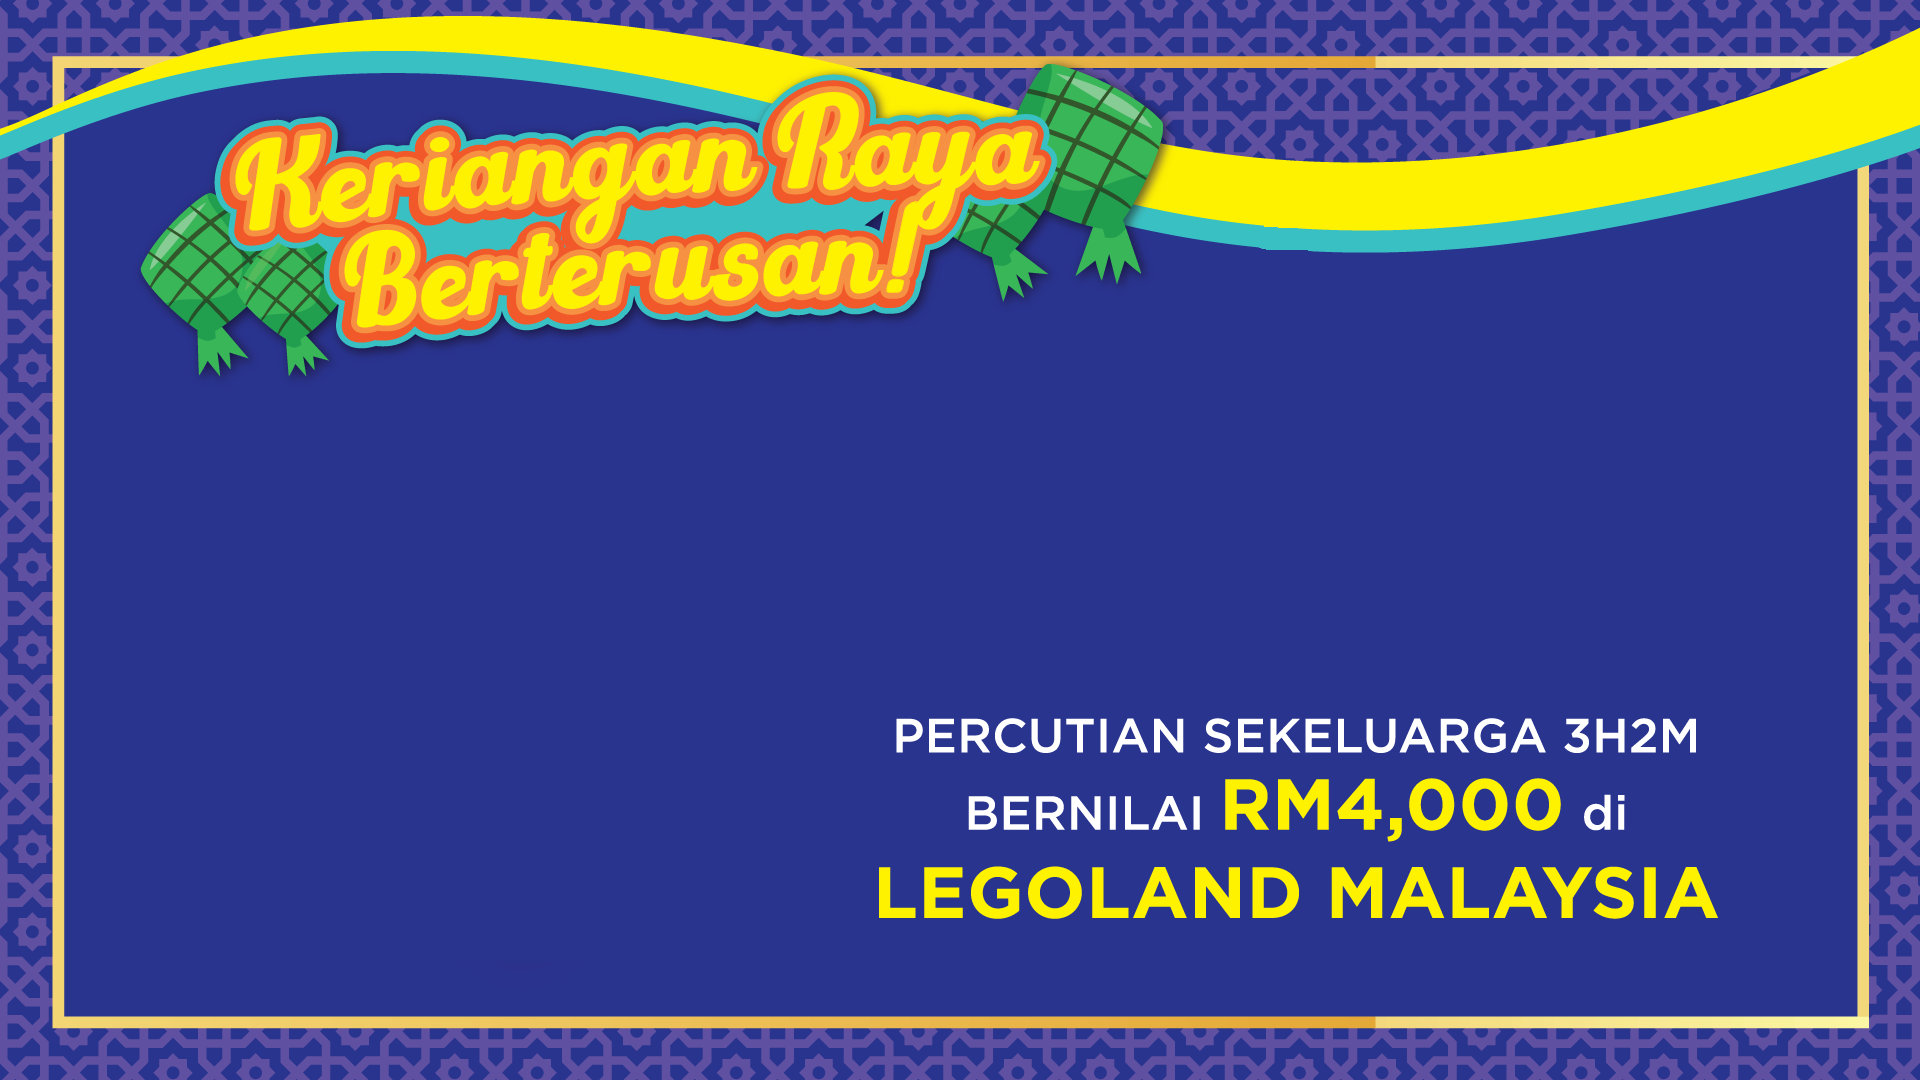 Keriangan Raya
Berterusan!
PERCUTIAN SEKELUARGA 3H2M
BERNILAI RM4,000 di
LEGOLAND MALAYSIA